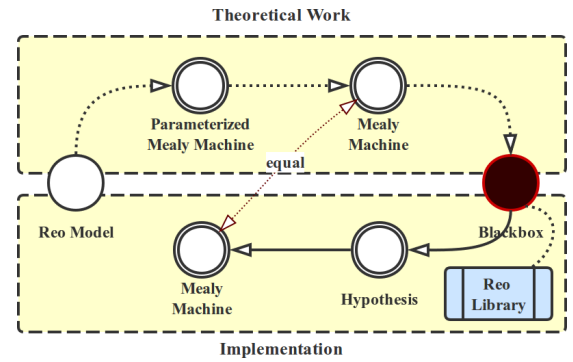 Theoretical Work
Parameterized
Mealy Machine
Mealy
Machine
equal
Reo Model
Blackbox
Mealy
Machine
Hypothesis
Reo
Library
Implementation